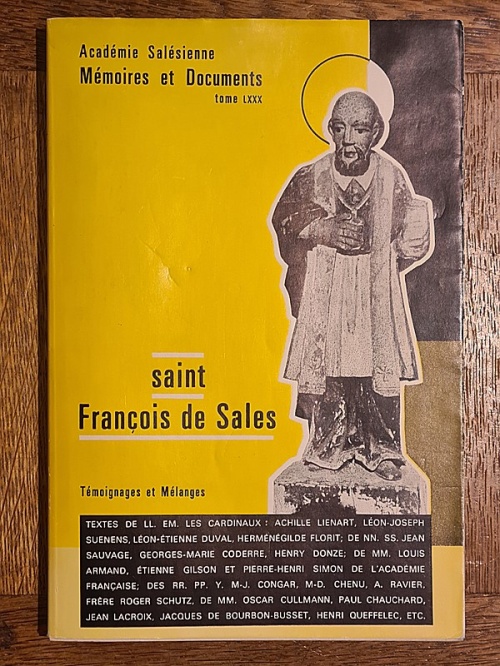 Académie Salésienne
Mémoires et Documents
tome LXXX
saint
François de Sales
Témoignages et Mélanges
TEXTES DE LL. EM. LES CARDINAUX : ACHILLE LIENART, LÉON-JOSEPH
SUENENS, LÉON-ÉTIENNE DUVAL, HERMÉNÉGILDE FLORIT; DE NN. SS. JEAN
SAUVAGE, GEORGES-MARIE CODERRE, HENRY DONZE; DE MM. LOUIS
ARMAND, ÉTIENNE GILSON ET PIERRE-HENRI SIMON DE L'ACADÉMIE
FRANÇAISE; DES RR. PP. Y. M-J. CONGAR, M-D. CHENU, A. RAVIER,
FRÈRE ROGER SCHUTZ, DE MM. OSCAR CULLMANN, PAUL CHAUCHARD,
JEAN LACROIX, JACQUES DE BOURBON-BUSSET, HENRI QUEFFELEC, ETC.